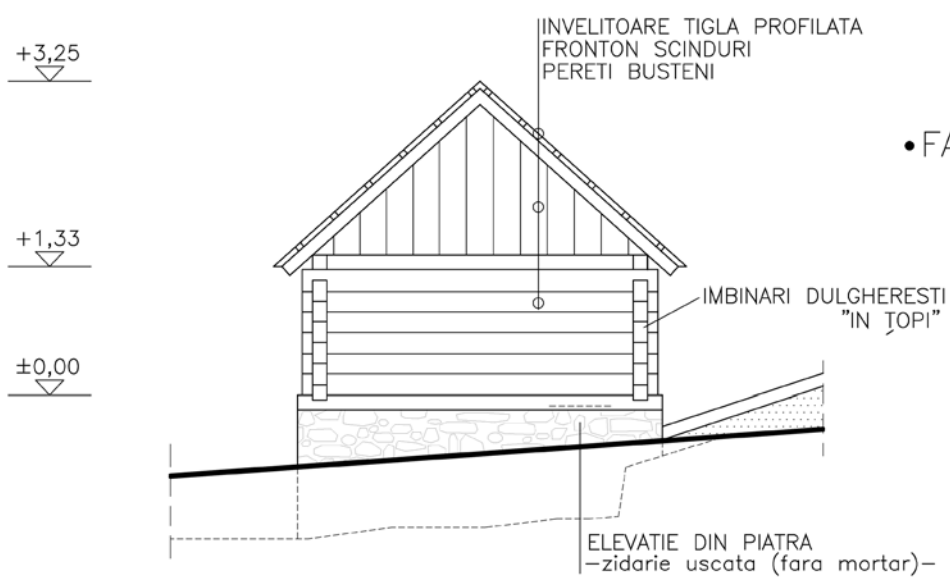 INVELITOARE TIGLA PROFILATA
FRONTON SCINDURI
PERETI BUSTENI
+3,25
•FA
+1,33
IMBINARI DULGHERESTI
"IN ȚOPI"
±0,00
ELEVATIE DIN PIATRA
-zidarie uscata (fara mortar)-